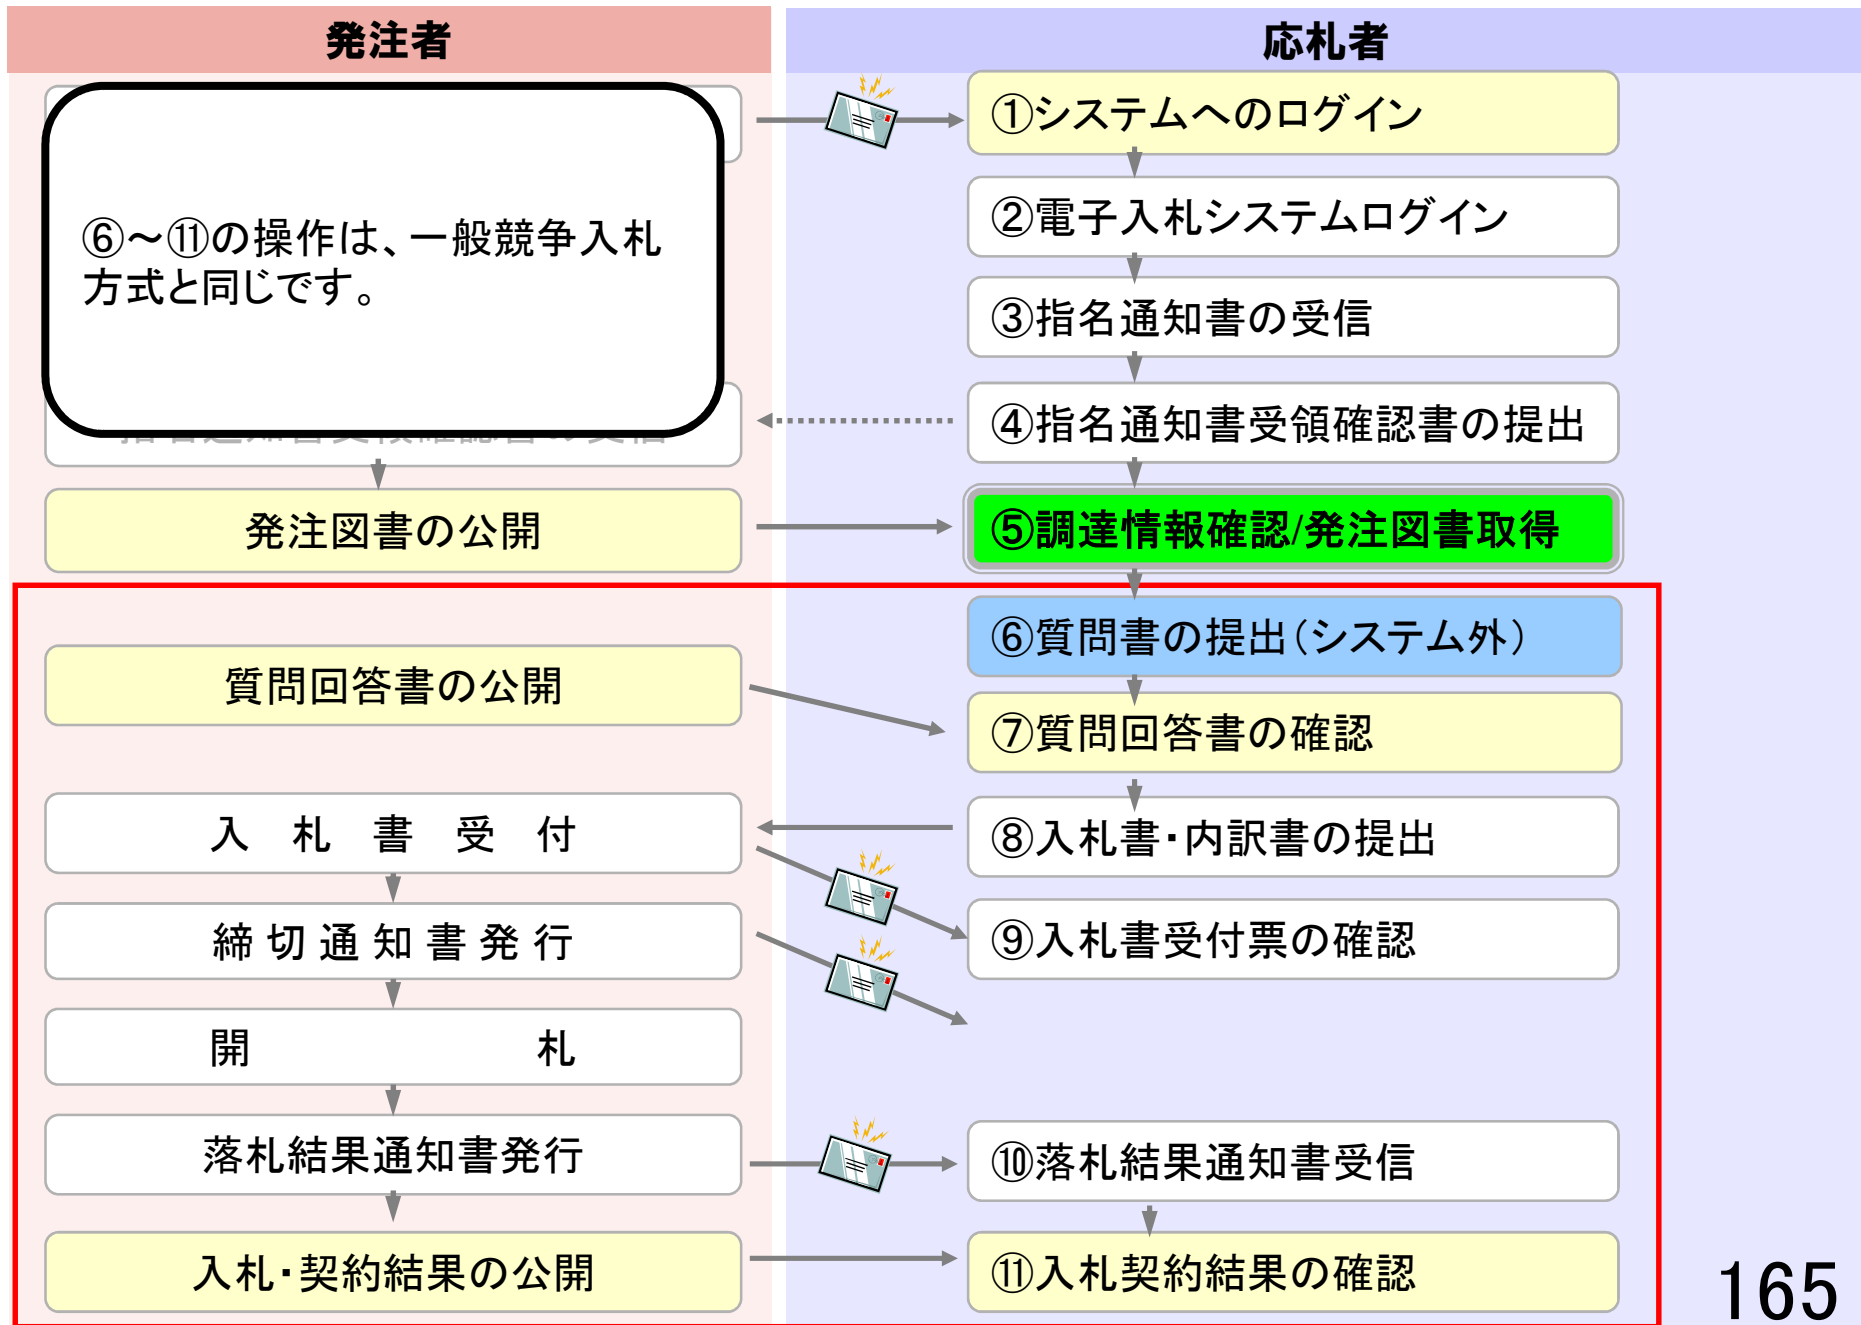 発注者
応札者
⑥～⑪の操作は、一般競争入札
方式と同じです。
①システムへのログイン
②電子入札システムログイン
③指名通知書の受信
④指名通知書受領確認書の提出
発注図書の公開
⑤調達情報確認/発注図書取得
⑥質問書の提出（システム外）
質問回答書の公開
⑦質問回答書の確認
入札書受付
⑧入札書・内訳書の提出
締切通知書発行
⑨入札書受付票の確認
開札
落札結果通知書発行
⑩落札結果通知書受信
入札・契約結果の公開
⑪入札契約結果の確認
165